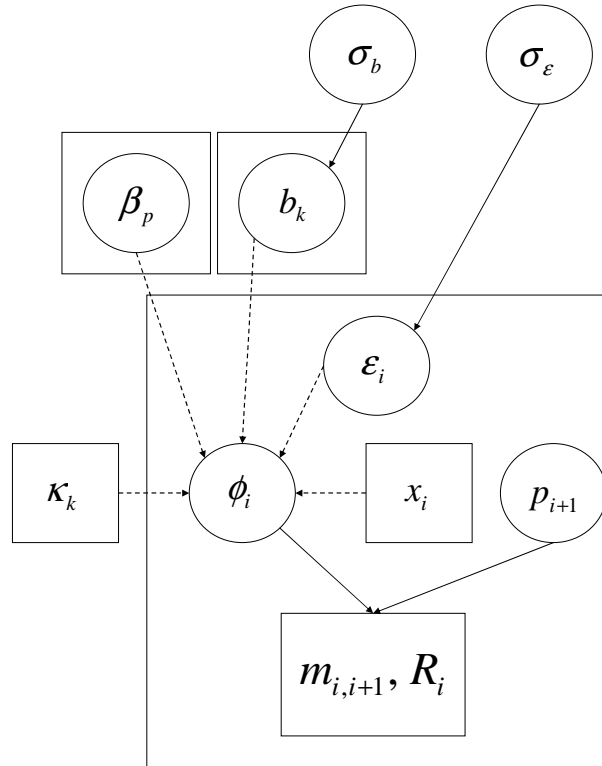 σ_b σ_ε
β_p b_k
ε_i
κ_k ϕ_i x_i p_{i+1}
m_{i,i+1}, R_i